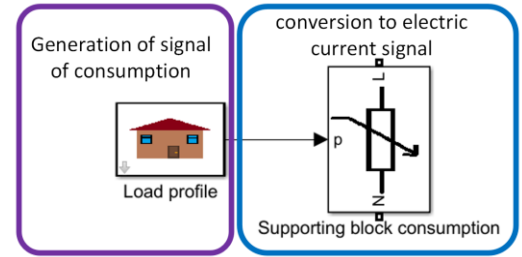 Generation of signal
of consumption
Load profile
conversion to electric
current signal
L
p
N
Supporting block consumption